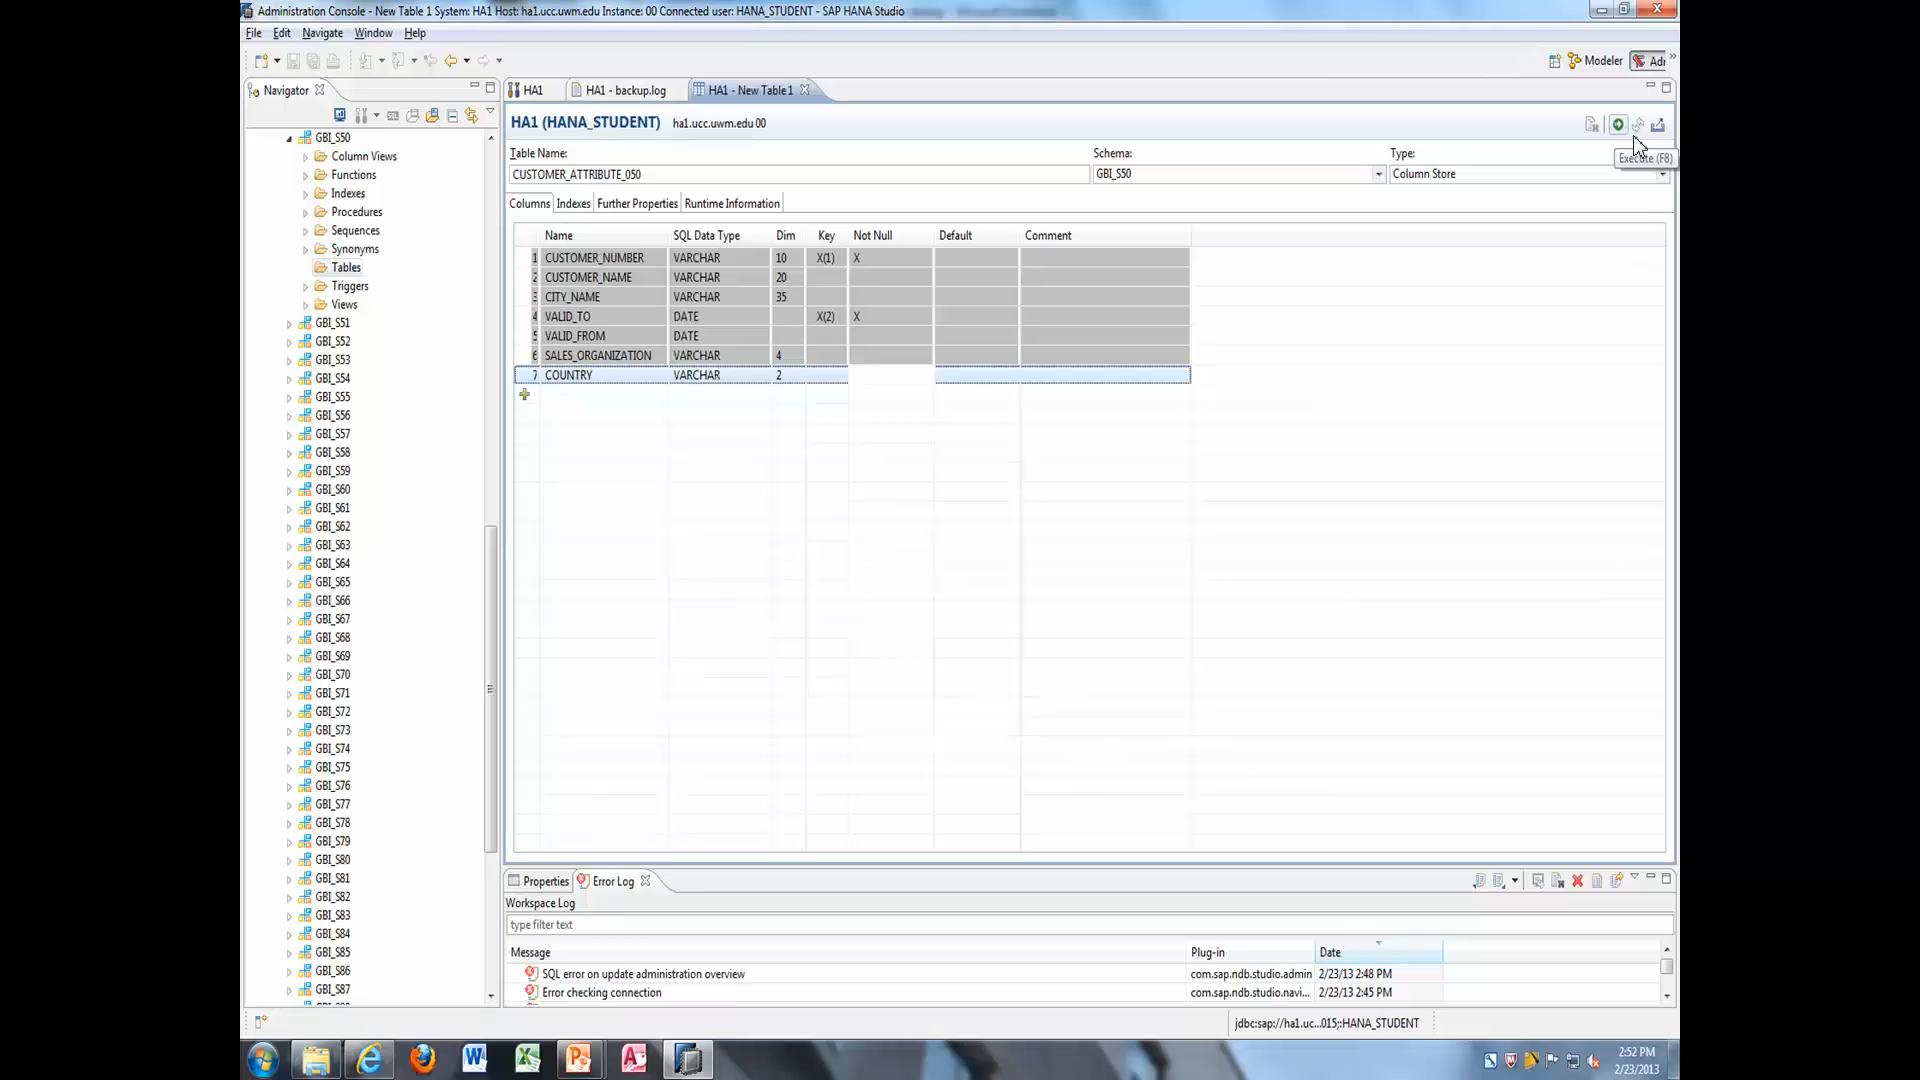 Administration Console - New Table 1 System: HA1 Host: ha1.ucc.uwm.edu Instance: 00 Connected user: HANA_STUDENT - SAP HANA Studio
File Edit Navigate Window Help
Modeler
Navigator
HA1 HA1 - backup.log HA1 - New Table 1
HA1 (HANA_STUDENT) ha1.ucc.uwm.edu 00
Execute (F8)
Table Name: Schema: Type:
CUSTOMER_ATTRIBUTE_050 GBI_S50 Column Store
Columns Indexes Further Properties Runtime Information
Name SQL Data Type Dim Key Not Null Default Comment
1 CUSTOMER_NUMBER VARCHAR 10 X(1) X
2 CUSTOMER_NAME VARCHAR 20
3 CITY_NAME VARCHAR 35
4 VALID_TO DATE X(2) X
5 VALID_FROM DATE
6 SALES_ORGANIZATION VARCHAR 4
7 COUNTRY VARCHAR 2
GBI_S50
Column Views
Functions
Indexes
Procedures
Sequences
Synonyms
Tables
Triggers
Views
GBI_S51
GBI_S52
GBI_S53
GBI_S54
GBI_S55
GBI_S56
GBI_S57
GBI_S58
GBI_S59
GBI_S60
GBI_S61
GBI_S62
GBI_S63
GBI_S64
GBI_S65
GBI_S66
GBI_S67
GBI_S68
GBI_S69
GBI_S70
GBI_S71
GBI_S72
GBI_S73
GBI_S74
GBI_S75
GBI_S76
GBI_S77
GBI_S78
GBI_S79
GBI_S80
GBI_S81
GBI_S82
GBI_S83
GBI_S84
GBI_S85
GBI_S86
GBI_S87
Properties Error Log
Workspace Log
type filter text
Message Plug-in Date
SQL error on update administration overview com.sap.ndb.studio.admin 2/23/13 2:48 PM
Error checking connection com.sap.ndb.studio.navi... 2/23/13 2:45 PM
jdbc:sap://ha1.uc...015;:HANA_STUDENT
2:52 PM
2/23/2013